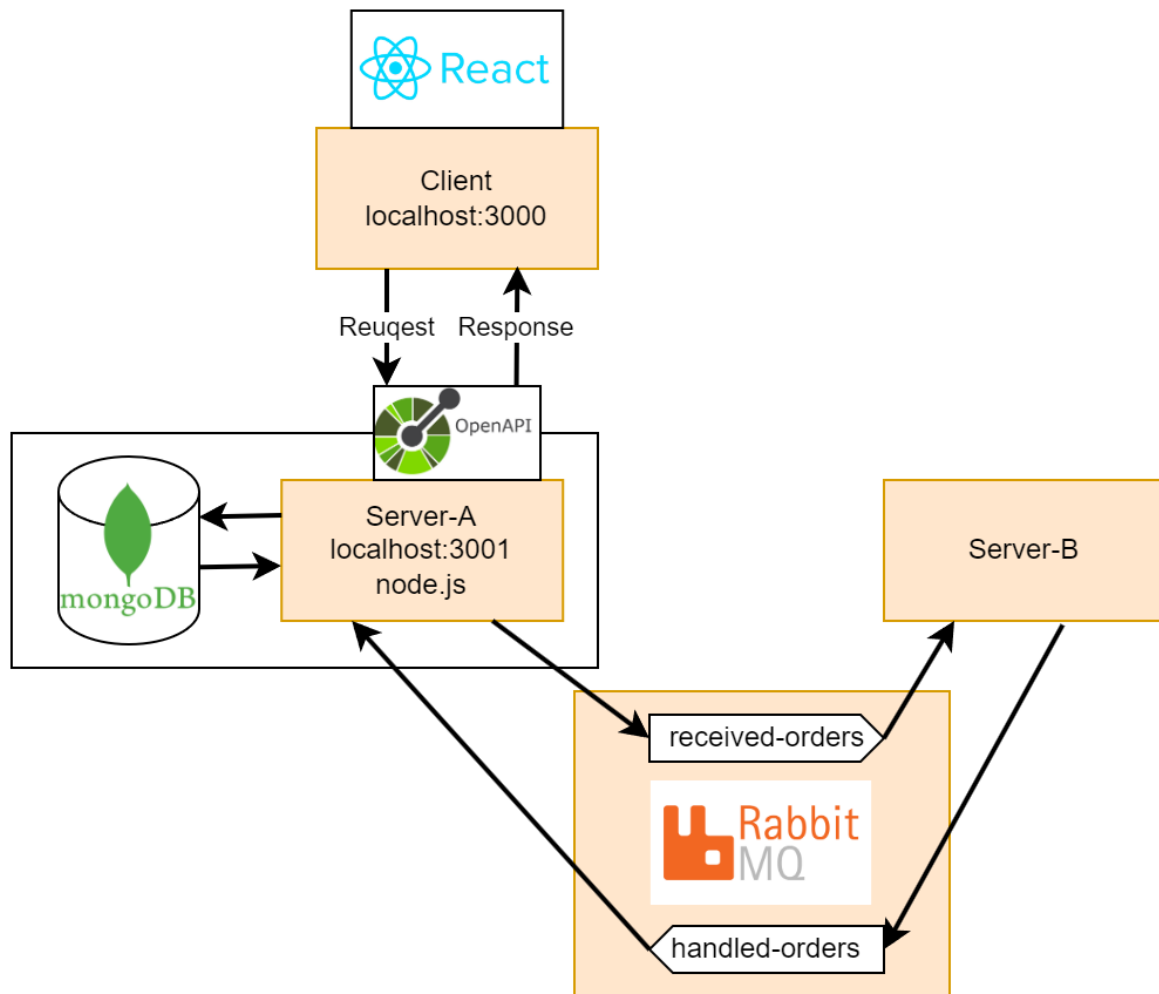 React
Client
localhost:3000
Reuqest
Response
OpenAPI
mongoDB
Server-A
localhost:3001
node.js
Server-B
received-orders
Rabbit
MQ
handled-orders